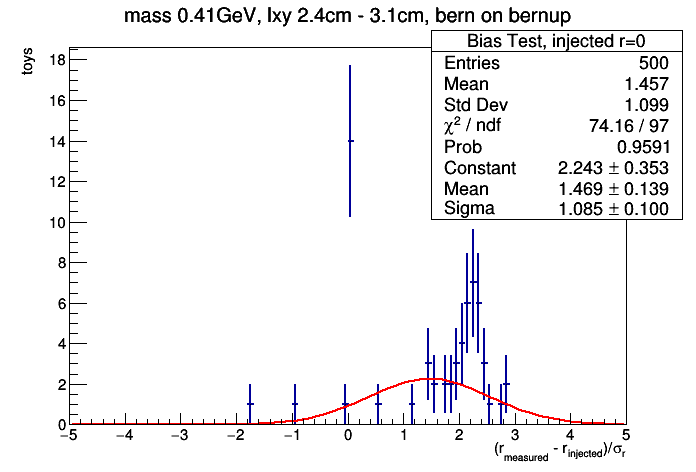 mass 0.41GeV, lxy 2.4cm - 3.1cm, bern on bernup
Bias Test, injected r=0
Entries 500
Mean 1.457
Std Dev 1.099
χ² / ndf 74.16 / 97
Prob 0.9591
Constant 2.243 ± 0.353
Mean 1.469 ± 0.139
Sigma 1.085 ± 0.100
toys
18
16
14
12
10
8
6
4
2
0
−5 −4 −3 −2 −1 0 1 2 3 4 5
(r_measured - r_injected)/σ_r